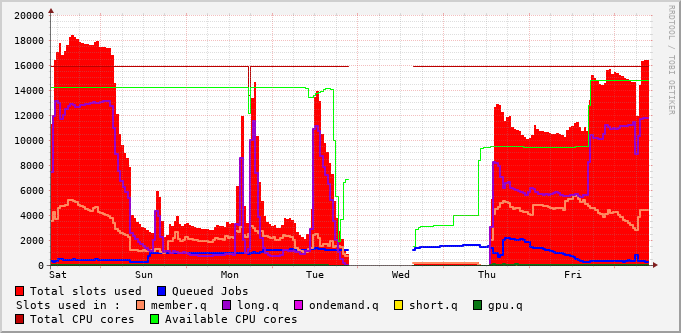 20000
18000
16000
14000
12000
10000
8000
6000
4000
2000
0
Sat Sun Mon Tue Wed Thu Fri
RRDTOOL / TOBI OETIKER
Total slots used Queued Jobs
Slots used in : member.q long.q ondemand.q short.q gpu.q
Total CPU cores Available CPU cores